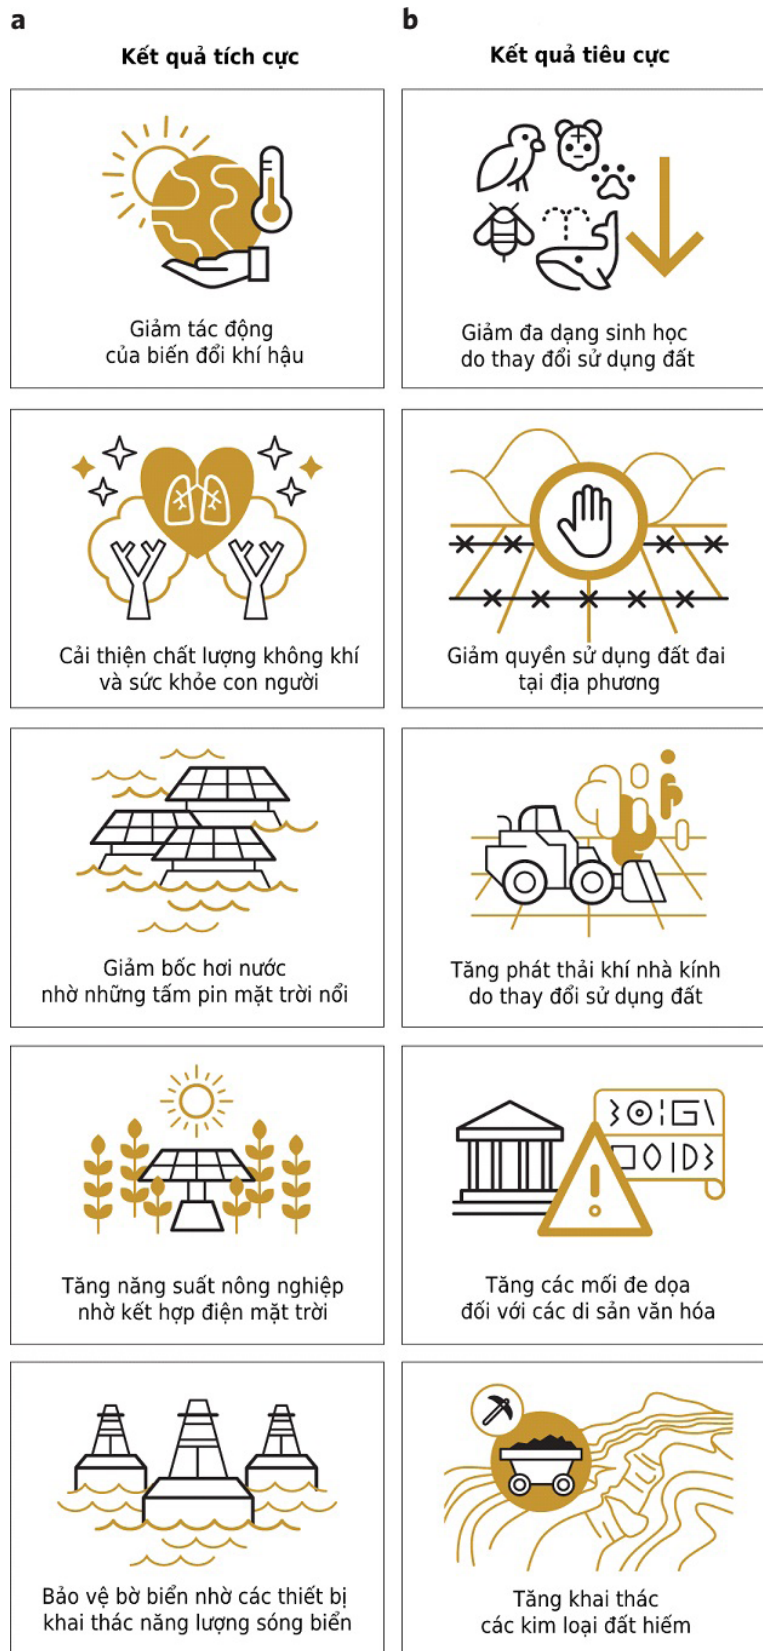 a
Kết quả tích cực
Giảm tác động
của biến đổi khí hậu
Cải thiện chất lượng không khí
và sức khỏe con người
Giảm bốc hơi nước
nhờ những tấm pin mặt trời nổi
Tăng năng suất nông nghiệp
nhờ kết hợp điện mặt trời
Bảo vệ bờ biển nhờ các thiết bị
khai thác năng lượng sóng biển
b
Kết quả tiêu cực
Giảm đa dạng sinh học
do thay đổi sử dụng đất
Giảm quyền sử dụng đất đai
tại địa phương
Tăng phát thải khí nhà kính
do thay đổi sử dụng đất
Tăng các mối đe dọa
đối với các di sản văn hóa
Tăng khai thác
các kim loại đất hiếm